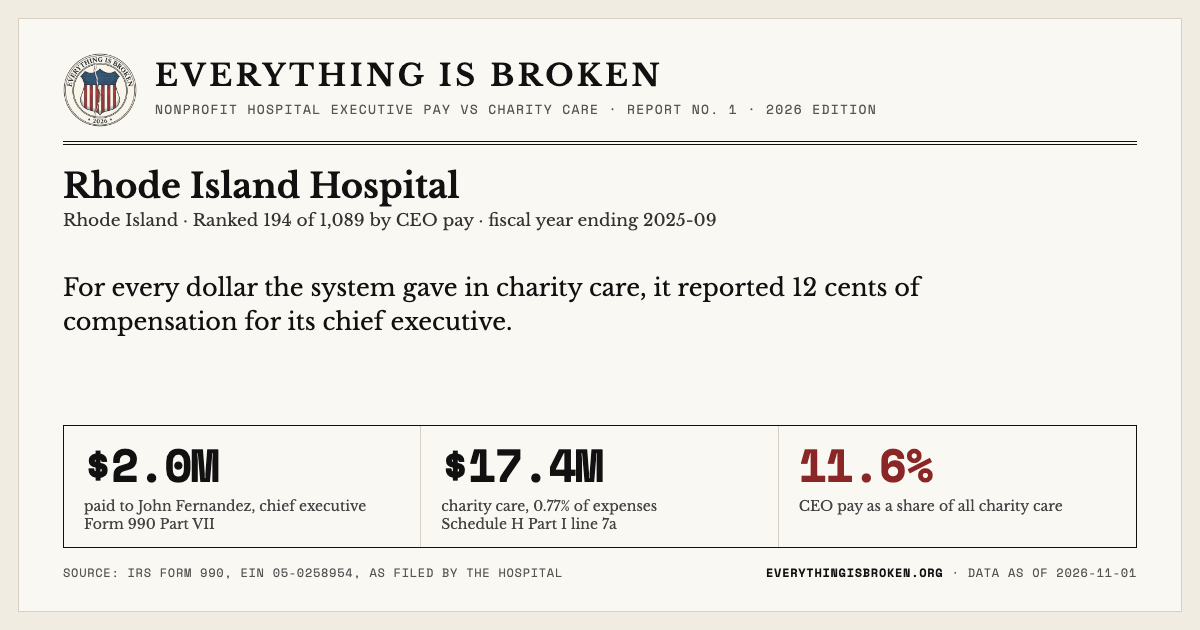 EVERYTHING IS BROKEN
2026
EVERYTHING IS BROKEN
NONPROFIT HOSPITAL EXECUTIVE PAY VS CHARITY CARE · REPORT NO. 1 · 2026 EDITION
Rhode Island Hospital
Rhode Island · Ranked 194 of 1,089 by CEO pay · fiscal year ending 2025-09
For every dollar the system gave in charity care, it reported 12 cents of
compensation for its chief executive.
$2.0M
paid to John Fernandez, chief executive
Form 990 Part VII
$17.4M
charity care, 0.77% of expenses
Schedule H Part I line 7a
11.6%
CEO pay as a share of all charity care
SOURCE: IRS FORM 990, EIN 05-0258954, AS FILED BY THE HOSPITAL
EVERYTHINGISBROKEN.ORG · DATA AS OF 2026-11-01